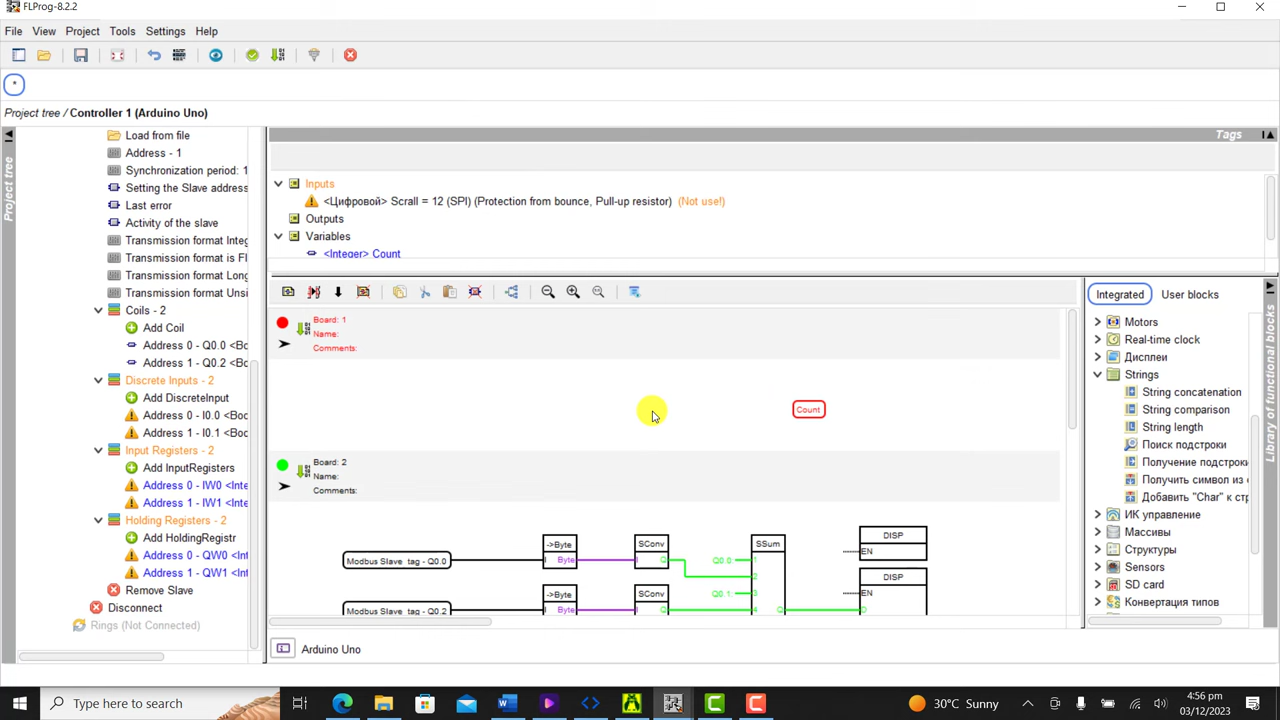 FLProg-8.2.2
File View Project Tools Settings Help
Project tree / Controller 1 (Arduino Uno)
Project tree
Load from file
Address - 1
Synchronization period: 1
Setting the Slave address
Last error
Activity of the slave
Transmission format Integ
Transmission format is Fl
Transmission format Long
Transmission format Unsi
Coils - 2
Add Coil
Address 0 - Q0.0 <Bo
Address 1 - Q0.2 <Bo
Discrete Inputs - 2
Add DiscreteInput
Address 0 - I0.0 <Boo
Address 1 - I0.1 <Boo
Input Registers - 2
Add InputRegisters
Address 0 - IW0 <Inte
Address 1 - IW1 <Inte
Holding Registers - 2
Add HoldingRegistr
Address 0 - QW0 <Int
Address 1 - QW1 <Int
Remove Slave
Disconnect
Rings (Not Connected)
Tags
Inputs
<Цифровой> Scrall = 12 (SPI) (Protection from bounce, Pull-up resistor) (Not use!)
Outputs
Variables
<Integer> Count
Board: 1
Name:
Comments:
Count
Board: 2
Name:
Comments:
Modbus Slave tag - Q0.0
->Byte
I Byte
SConv
I Q
Q0.0:
SSum
1
2
3
4 Q
DISP
EN
Modbus Slave tag - Q0.2
->Byte
I Byte
SConv
I Q
Q0.1:
DISP
EN
D
Arduino Uno
Integrated User blocks
Motors
Real-time clock
Дисплеи
Strings
String concatenation
String comparison
String length
Поиск подстроки
Получение подстроки
Получить символ из с
Добавить "Char" к стр
ИК управление
Массивы
Структуры
Sensors
SD card
Конвертация типов
Library of functional blocks
Type here to search
30°C Sunny
4:56 pm
03/12/2023